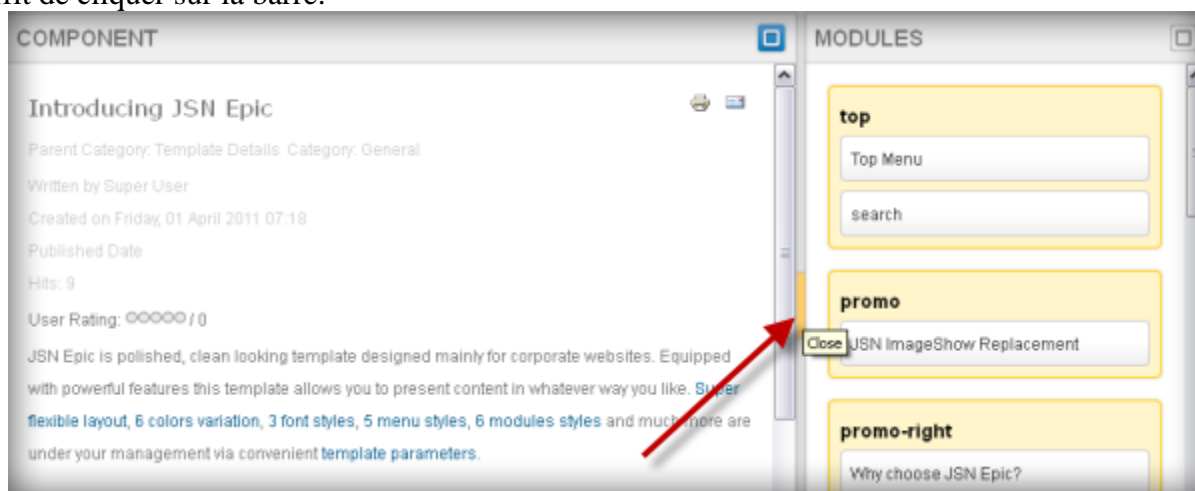 de cliquer sur la barre.
COMPONENT
Introducing JSN Epic
Parent Category: Template Details Category: General
Written by Super User
Created on Friday, 01 April 2011 07:18
Published Date
Hits: 9
User Rating: / 0
JSN Epic is polished, clean looking template designed mainly for corporate websites. Equipped
with powerful features this template allows you to present content in whatever way you like. Super
flexible layout, 6 colors variation, 3 font styles, 5 menu styles, 6 modules styles and much more are
under your management via convenient template parameters.
MODULES
top
Top Menu
search
promo
Close
JSN ImageShow Replacement
promo-right
Why choose JSN Epic?